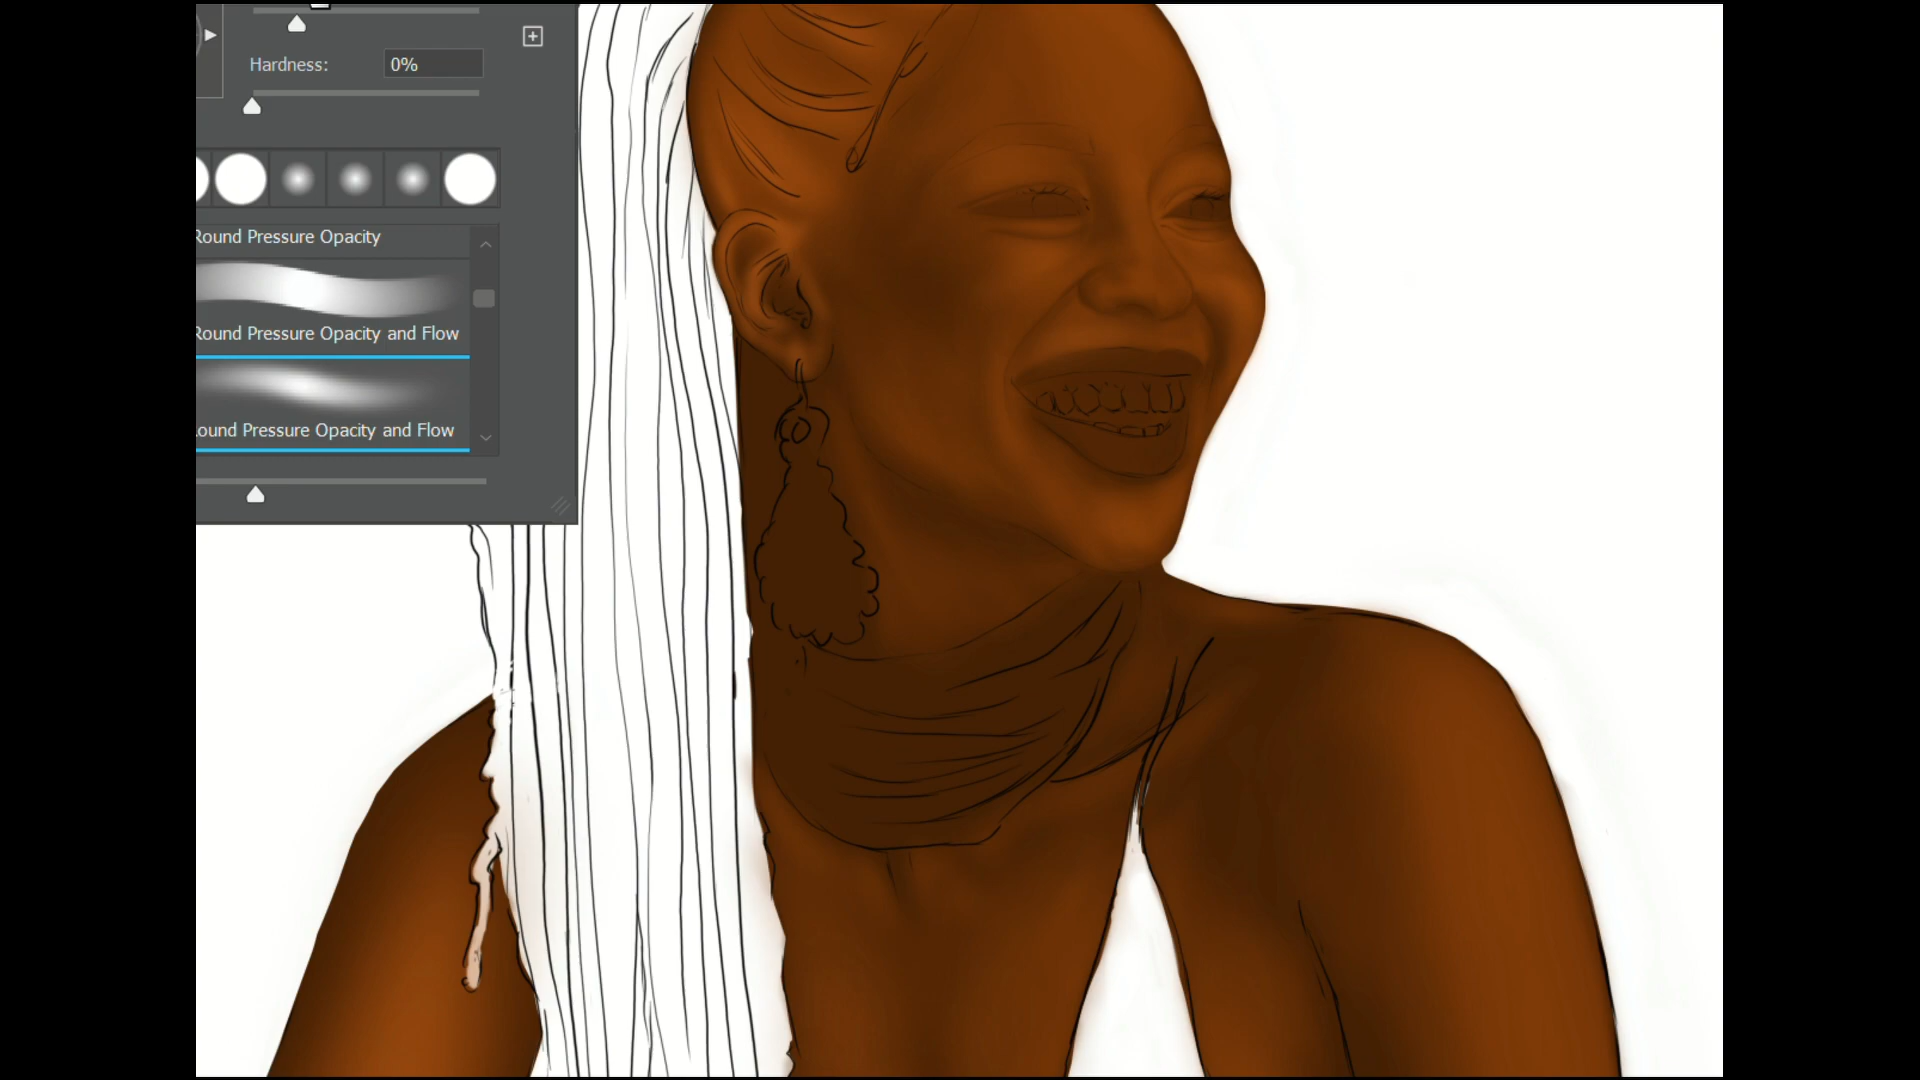 Hardness: 0%
Round Pressure Opacity
Round Pressure Opacity and Flow
ound Pressure Opacity and Flow